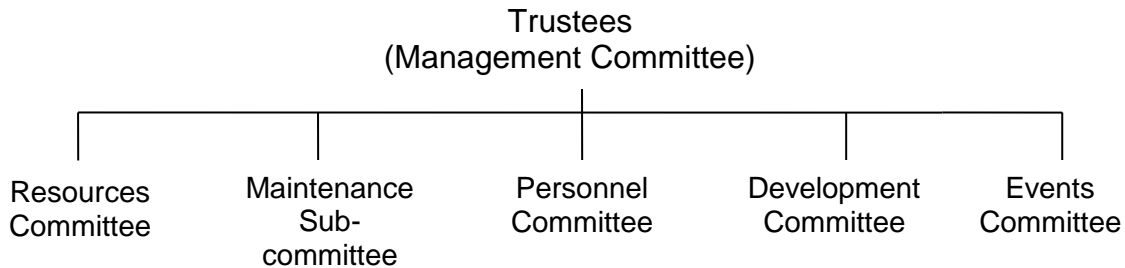 Trustees
(Management Committee)
Resources
Committee
Maintenance
Sub-
committee
Personnel
Committee
Development
Committee
Events
Committee